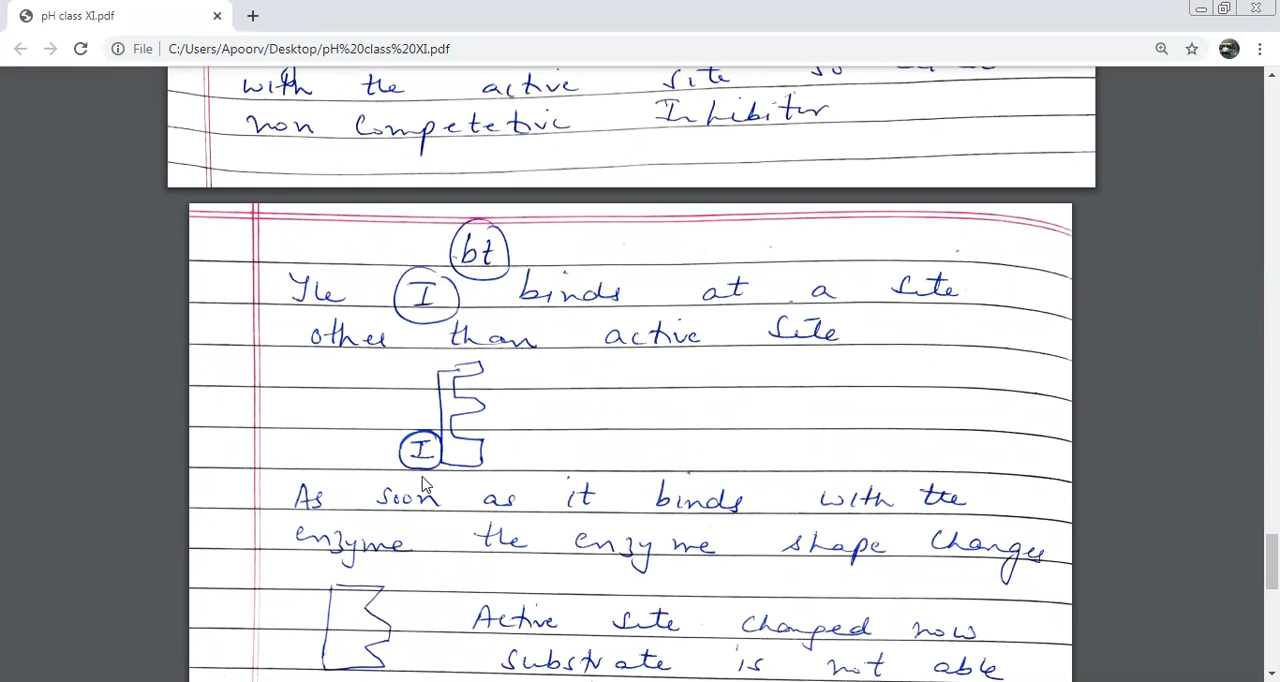 pH class XI.pdf
File C:/Users/Apoorv/Desktop/pH%20class%20XI.pdf
with the active site so
non Competetive Inhibitor
bt
The I binds at a site
other than active site
I
As soon as it binds with the
enzyme the enzyme shape changes
Active site changed now
substrate is not able